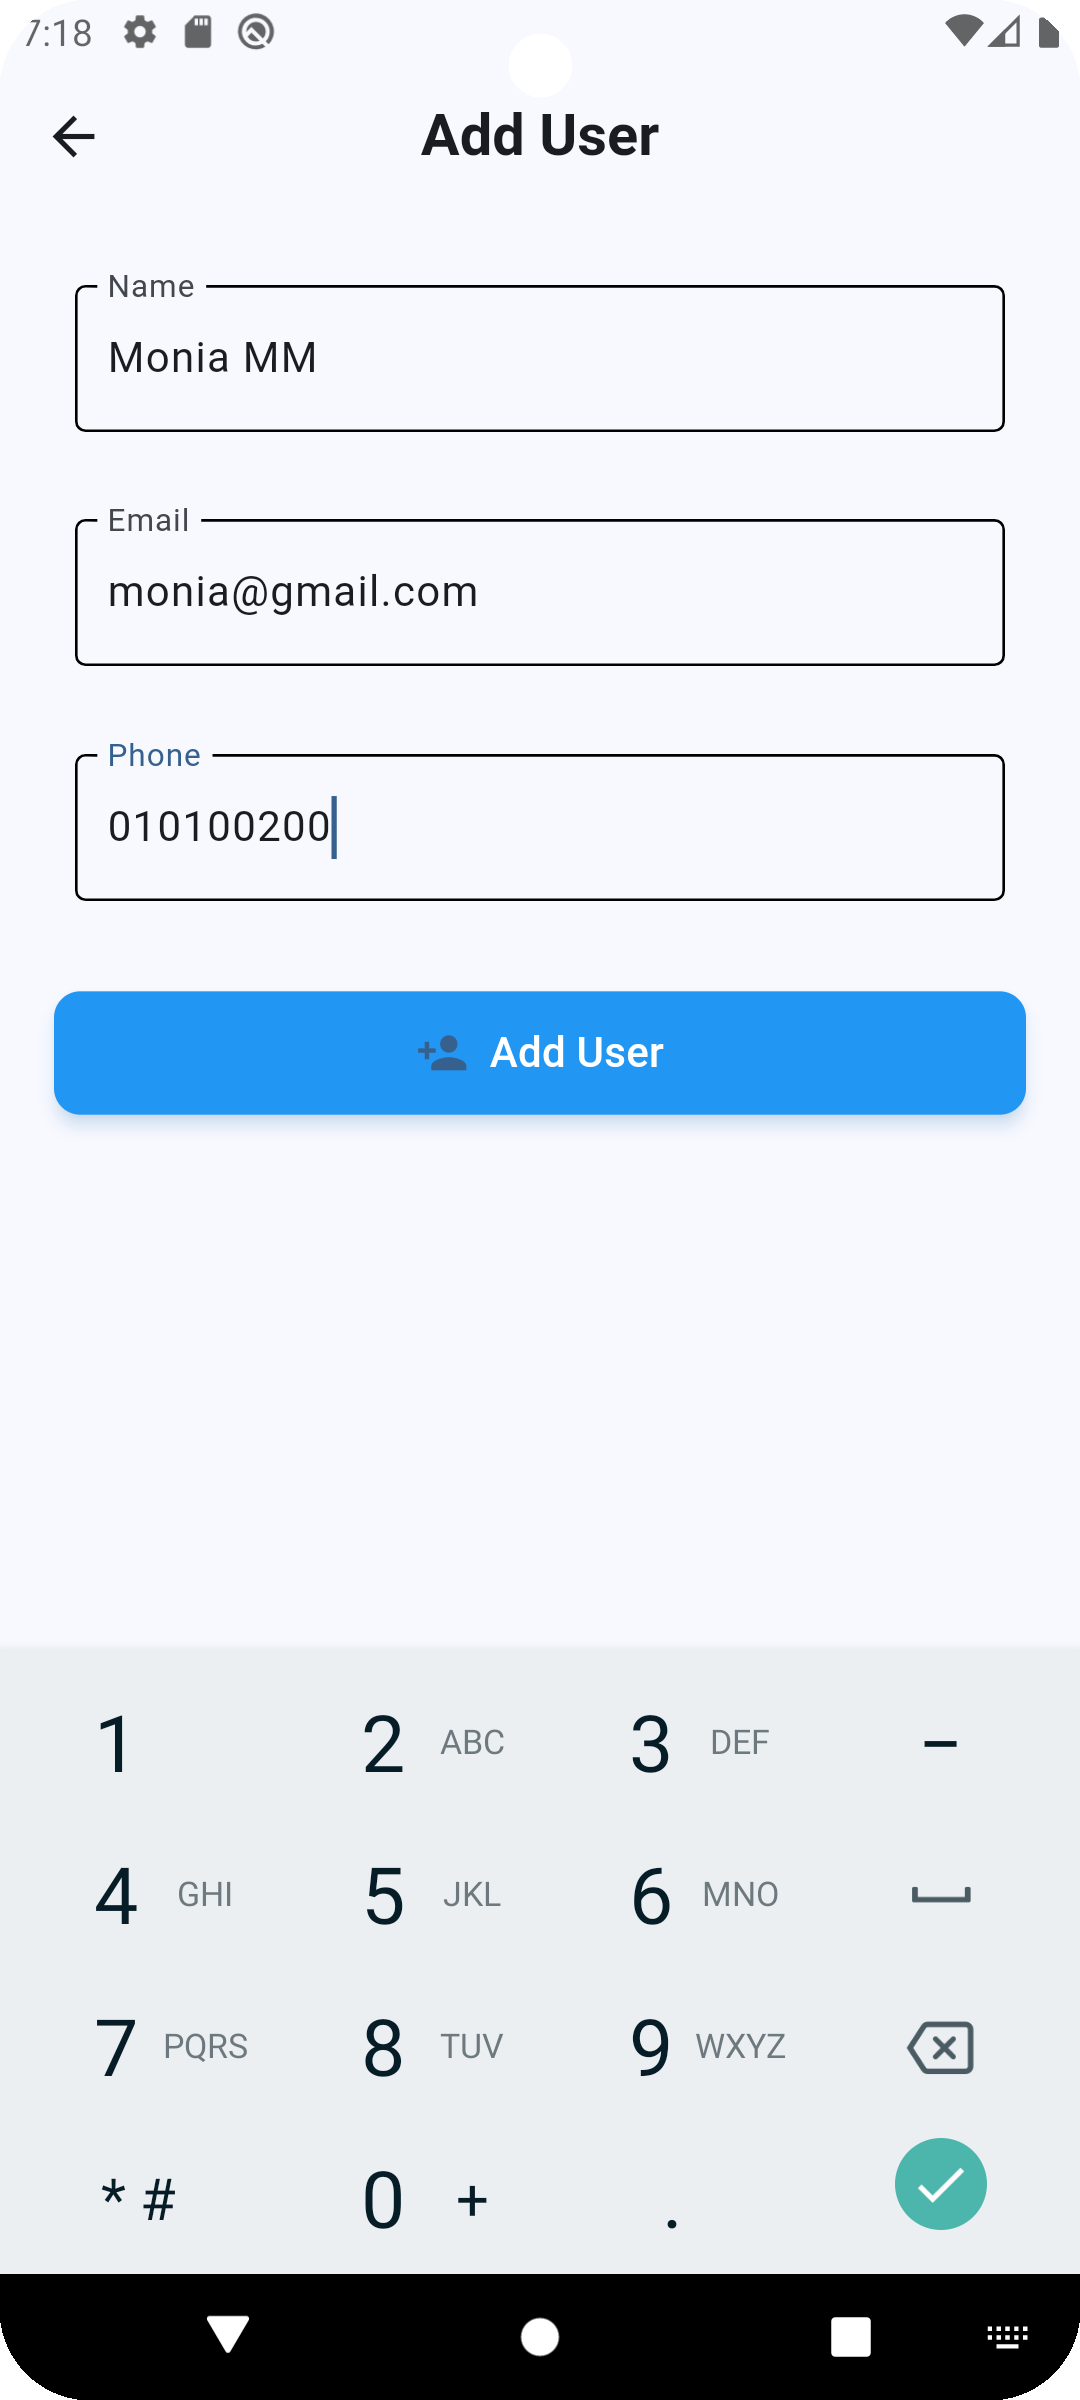 7:18
Add User
Name
Monia MM
Email
monia@gmail.com
Phone
010100200
Add User
1 2 ABC 3 DEF –
4 GHI 5 JKL 6 MNO
7 PQRS 8 TUV 9 WXYZ
* # 0 + .